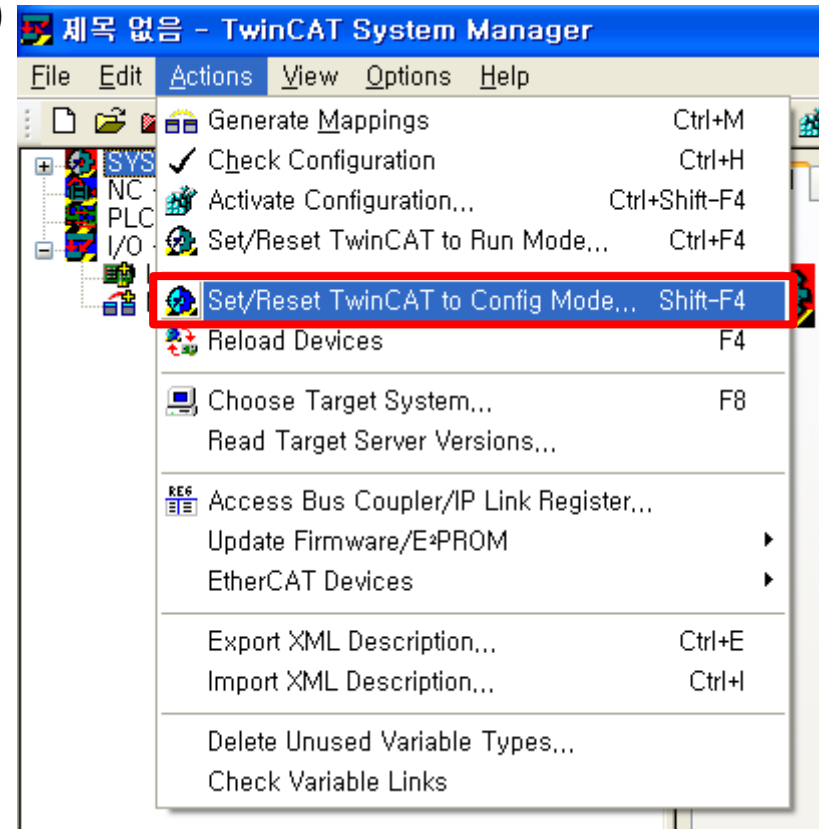 )
제목 없음 - TwinCAT System Manager
File Edit Actions View Options Help
Generate Mappings Ctrl+M
Check Configuration Ctrl+H
Activate Configuration... Ctrl+Shift-F4
Set/Reset TwinCAT to Run Mode... Ctrl+F4
Set/Reset TwinCAT to Config Mode... Shift-F4
Reload Devices F4
Choose Target System... F8
Read Target Server Versions...
Access Bus Coupler/IP Link Register...
Update Firmware/E²PROM
EtherCAT Devices
Export XML Description... Ctrl+E
Import XML Description... Ctrl+I
Delete Unused Variable Types...
Check Variable Links
SYS
NC -
PLC
I/O -